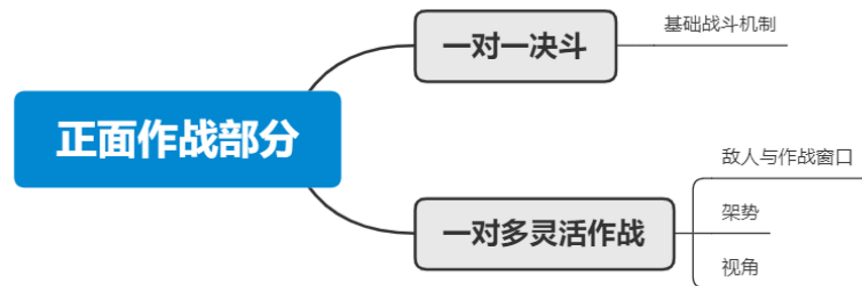 正面作战部分
一对一决斗
基础战斗机制
一对多灵活作战
敌人与作战窗口
架势
视角